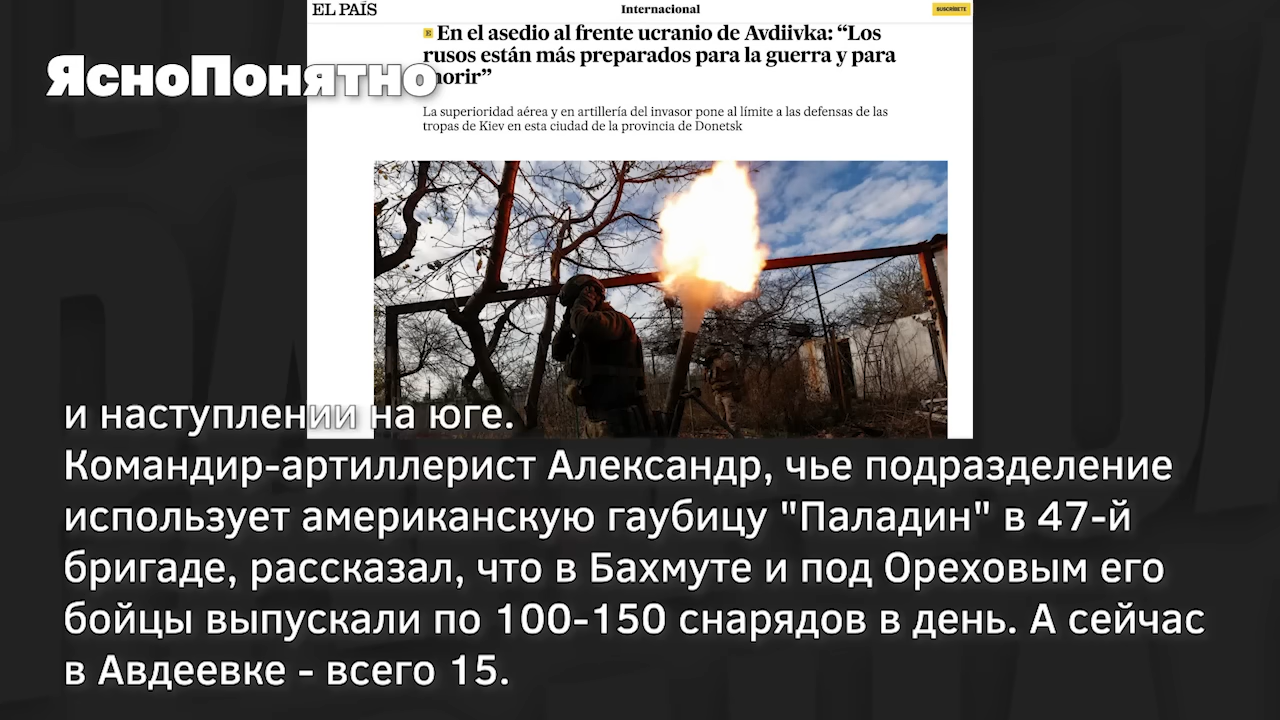 EL PAÍS
Internacional
SUSCRÍBETE
E En el asedio al frente ucranio de Avdiivka: “Los
rusos están más preparados para la guerra y para
morir”
ЯсноПонятно
La superioridad aérea y en artillería del invasor pone al límite a las defensas de las
tropas de Kiev en esta ciudad de la provincia de Donetsk
и наступлении на юге.
Командир-артиллерист Александр, чье подразделение
использует американскую гаубицу "Паладин" в 47-й
бригаде, рассказал, что в Бахмуте и под Ореховым его
бойцы выпускали по 100-150 снарядов в день. А сейчас
в Авдеевке - всего 15.